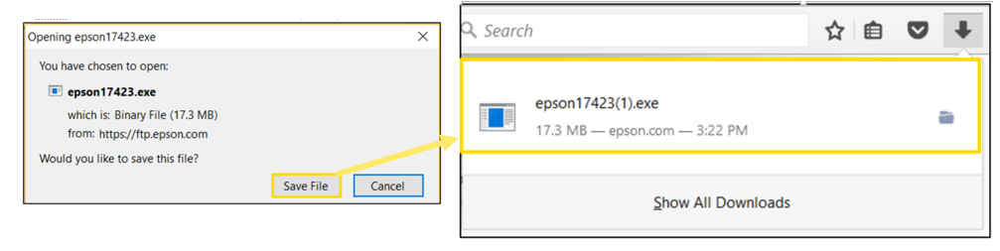 Opening epson17423.exe
You have chosen to open:
epson17423.exe
which is: Binary File (17.3 MB)
from: https://ftp.epson.com
Would you like to save this file?
Save File
Cancel
Search
epson17423(1).exe
17.3 MB — epson.com — 3:22 PM
Show All Downloads